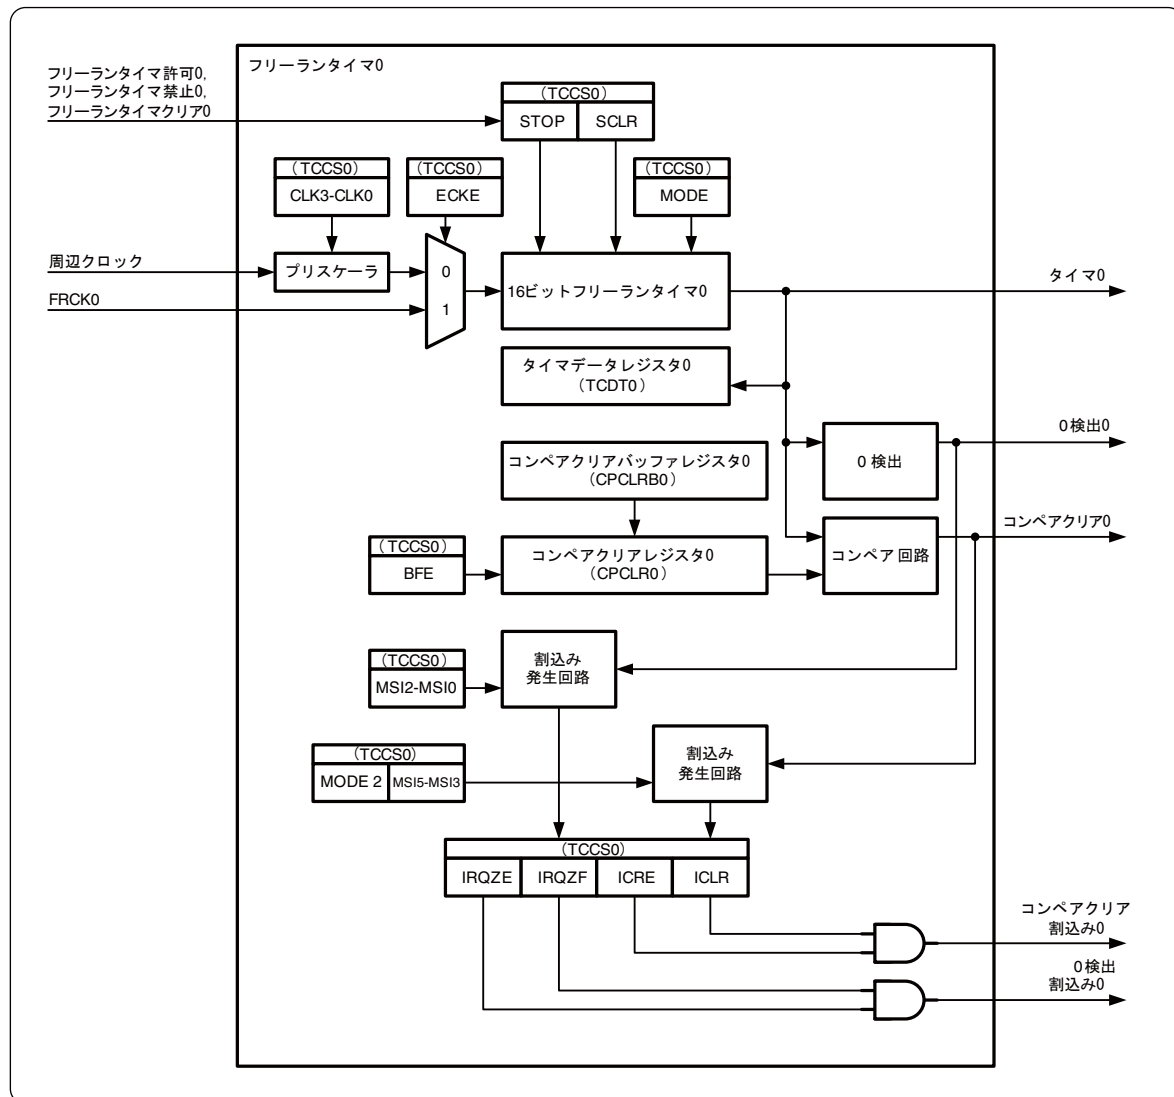 フリーランタイマ許可0,
フリーランタイマ禁止0,
フリーランタイマクリア0
フリーランタイマ0
(TCCS0)
STOP SCLR
(TCCS0)
CLK3-CLK0
(TCCS0)
ECKE
(TCCS0)
MODE
周辺クロック
プリスケーラ
0
1
FRCK0
16ビットフリーランタイマ0
タイマ0
タイマデータレジスタ0
(TCDT0)
0検出0
0 検出
コンペアクリアバッファレジスタ0
(CPCLRB0)
コンペアクリア0
(TCCS0)
BFE
コンペアクリアレジスタ0
(CPCLR0)
コンペア 回路
(TCCS0)
MSI2-MSI0
割込み
発生回路
(TCCS0)
MODE 2 MSI5-MSI3
割込み
発生回路
(TCCS0)
IRQZE IRQZF ICRE ICLR
コンペアクリア
割込み0
0検出
割込み0